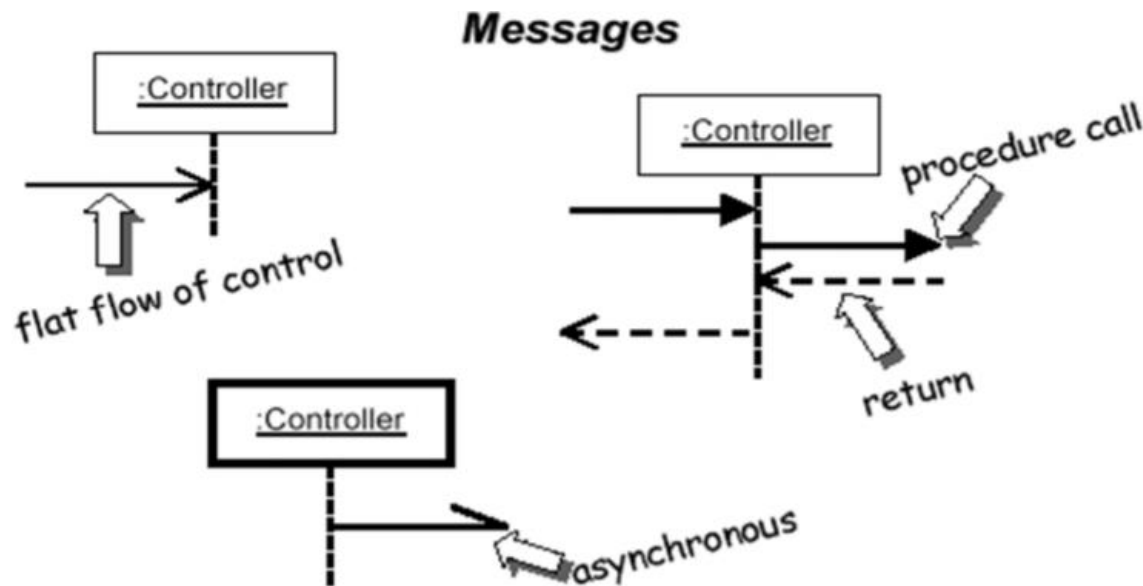 Messages
:Controller
:Controller
procedure call
flat flow of control
return
:Controller
asynchronous